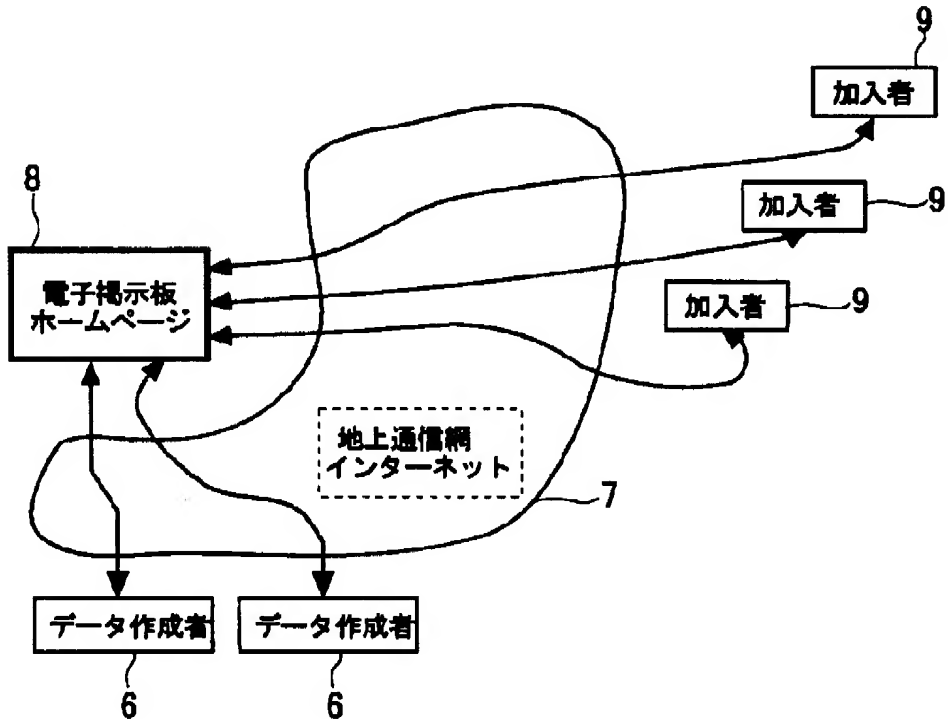 9
加入者
8
加入者
9
電子掲示板
ホームページ
加入者
9
地上通信網
インターネット
7
データ作成者
データ作成者
6
6